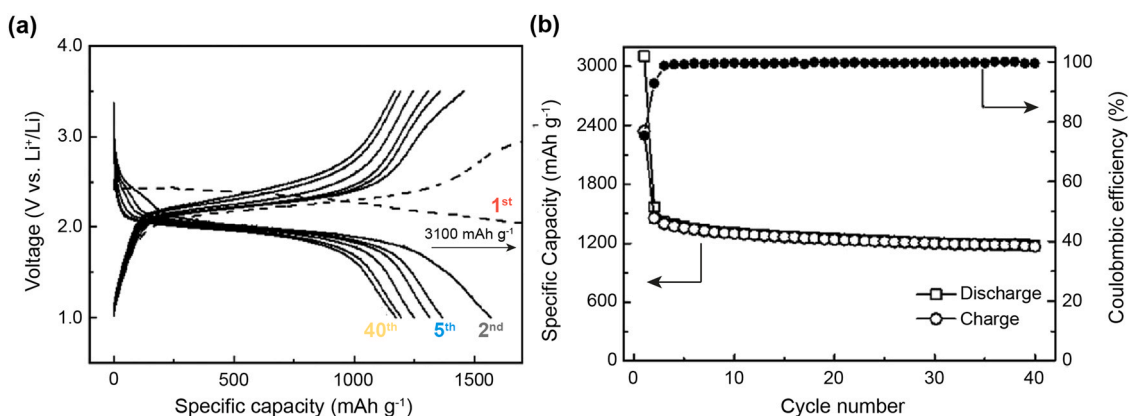 (a)
4.0
3.0
2.0
1.0
Voltage (V vs. Li⁺/Li)
1st
3100 mAh g⁻¹
40th
5th
2nd
0
500
1000
1500
Specific capacity (mAh g⁻¹)
(b)
3000
2400
1800
1200
600
0
Specific Capacity (mAh g⁻¹)
Discharge
Charge
100
80
60
40
20
0
Coulobmbic efficiency (%)
0
10
20
30
40
Cycle number